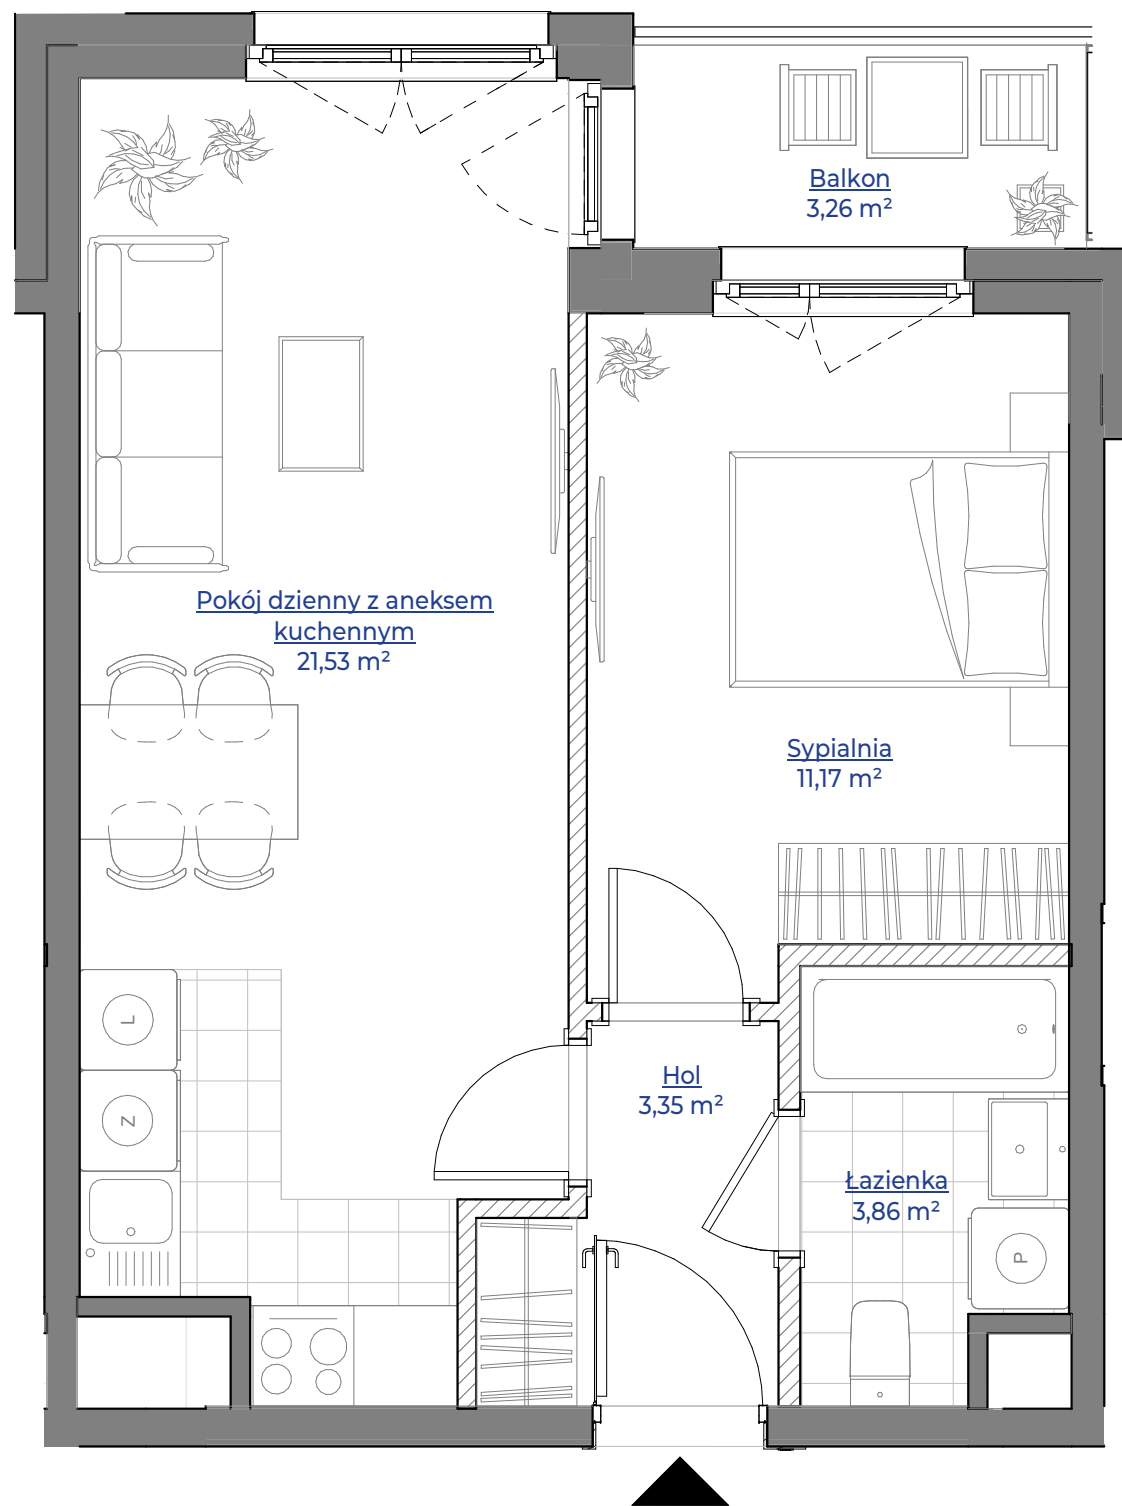 Balkon
3,26 m²
Pokój dzienny z aneksem
kuchennym
21,53 m²
Sypialnia
11,17 m²
L
Z
Hol
3,35 m²
Łazienka
3,86 m²
P